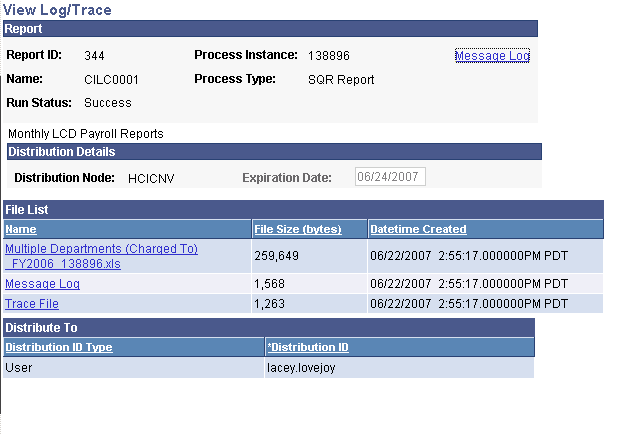 View Log/Trace
Report
Report ID: 344 Process Instance: 138896 Message Log
Name: CILC0001 Process Type: SQR Report
Run Status: Success
Monthly LCD Payroll Reports
Distribution Details
Distribution Node: HCICNV Expiration Date: 06/24/2007
File List
Name File Size (bytes) Datetime Created
Multiple Departments (Charged To)
_FY2006_138896.xls 259,649 06/22/2007 2:55:17.000000PM PDT
Message Log 1,568 06/22/2007 2:55:17.000000PM PDT
Trace File 1,263 06/22/2007 2:55:17.000000PM PDT
Distribute To
Distribution ID Type *Distribution ID
User lacey.lovejoy